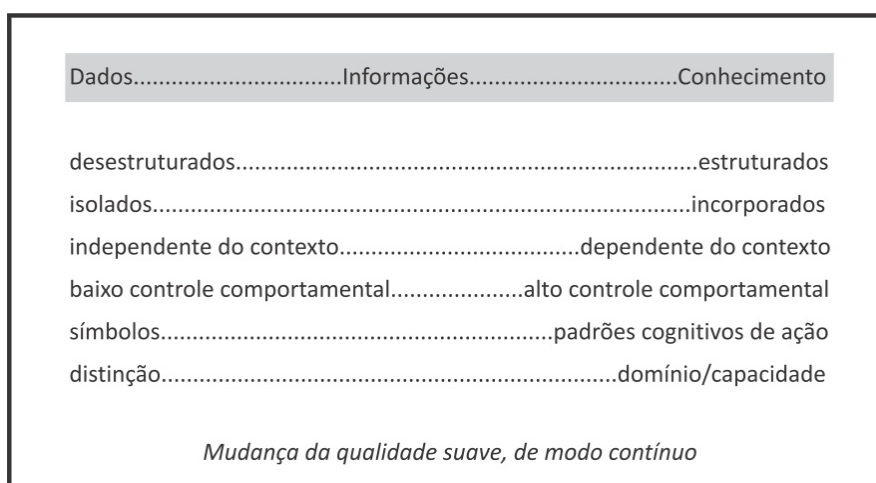 Dados.................................Informações.................................Conhecimento
desestruturados.........................................................................estruturados
isolados.....................................................................................incorporados
independente do contexto......................................dependente do contexto
baixo controle comportamental.....................alto controle comportamental
símbolos..............................................................padrões cognitivos de ação
distinção........................................................................domínio/capacidade
Mudança da qualidade suave, de modo contínuo